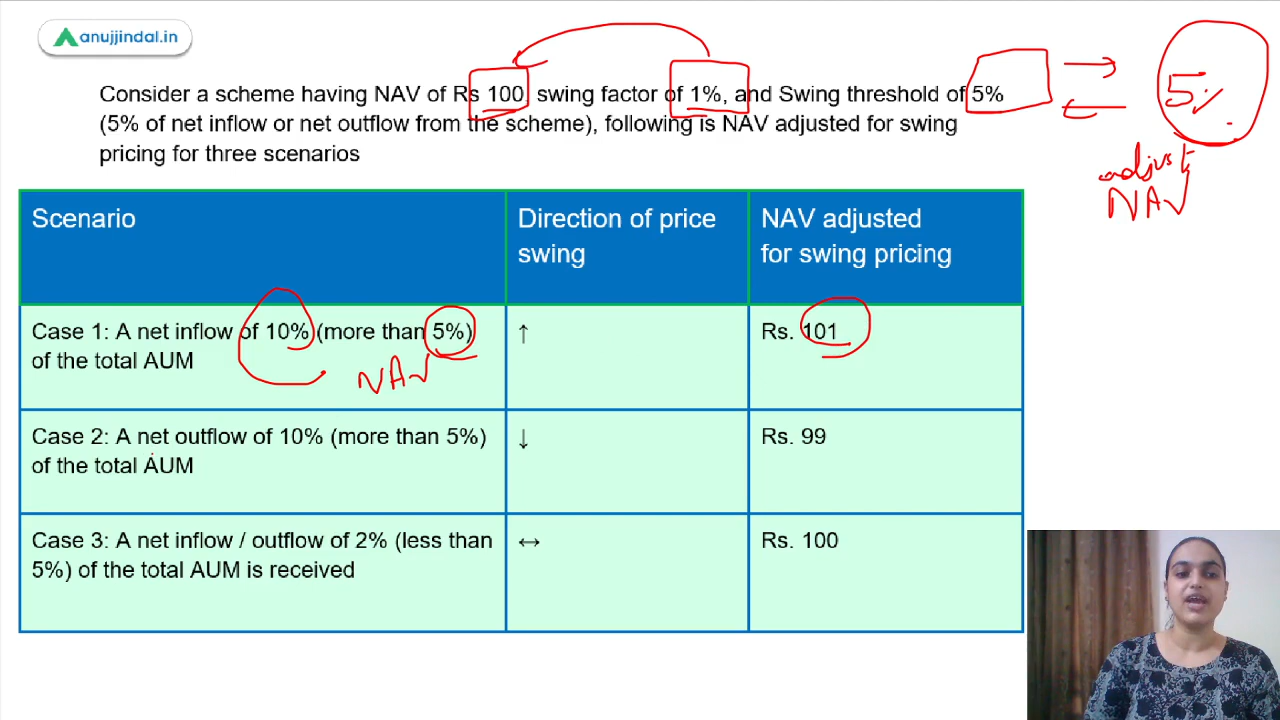 anujjindal.in
Consider a scheme having NAV of Rs 100, swing factor of 1%, and Swing threshold of 5%
(5% of net inflow or net outflow from the scheme), following is NAV adjusted for swing
pricing for three scenarios
5%
adjust
NAV
Scenario
Direction of price
swing
NAV adjusted
for swing pricing
Case 1: A net inflow of 10% (more than 5%)
of the total AUM
↑
Rs. 101
NAV
Case 2: A net outflow of 10% (more than 5%)
of the total AUM
↓
Rs. 99
Case 3: A net inflow / outflow of 2% (less than
5%) of the total AUM is received
↔
Rs. 100